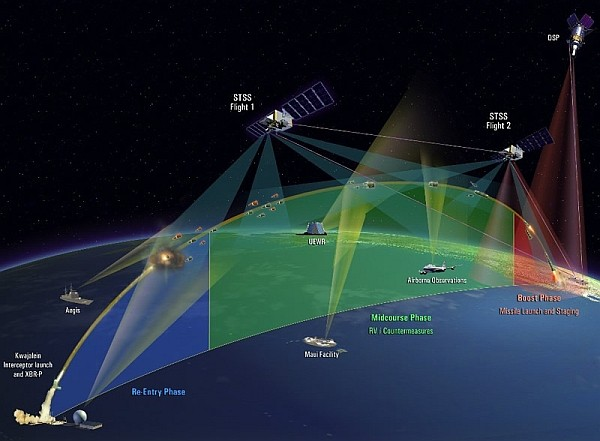 DSP
STSS
Flight 1
STSS
Flight 2
UEWR
Airborne Observations
Aegis
Boost Phase
Missile Launch and Staging
Midcourse Phase
RV / Countermeasures
Maui Facility
Kwajalein
Interceptor launch
and XBR-P
Re-Entry Phase